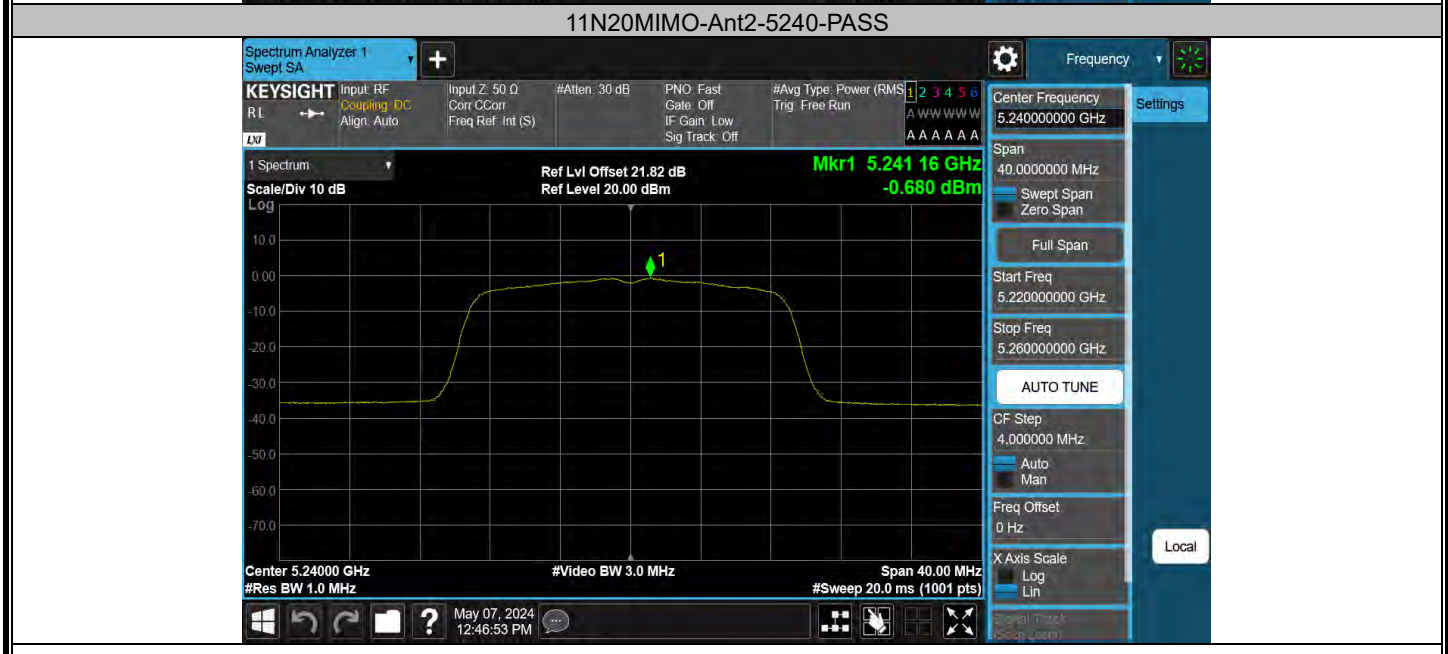 11N20MIMO-Ant2-5240-PASS
Spectrum Analyzer 1
Swept SA
+
Frequency
KEYSIGHT
RL
LXI
Input: RF
Coupling: DC
Align: Auto
Input Z: 50 Ω
Corr CCorr
Freq Ref: Int (S)
#Atten: 30 dB
PNO: Fast
Gate: Off
IF Gain: Low
Sig Track: Off
#Avg Type: Power (RMS
Trig: Free Run
1 2 3 4 5 6
A W W W W W
A A A A A A
Center Frequency
5.240000000 GHz
Settings
Span
40.0000000 MHz
Swept Span
Zero Span
Full Span
Start Freq
5.220000000 GHz
Stop Freq
5.260000000 GHz
AUTO TUNE
CF Step
4.000000 MHz
Auto
Man
Freq Offset
0 Hz
X Axis Scale
Log
Lin
Local
1 Spectrum
Scale/Div 10 dB
Log
Ref Lvl Offset 21.82 dB
Ref Level 20.00 dBm
Mkr1 5.241 16 GHz
-0.680 dBm
1
10.0
0.00
-10.0
-20.0
-30.0
-40.0
-50.0
-60.0
-70.0
Center 5.24000 GHz
#Video BW 3.0 MHz
Span 40.00 MHz
#Res BW 1.0 MHz
#Sweep 20.0 ms (1001 pts)
?
May 07, 2024
12:46:53 PM